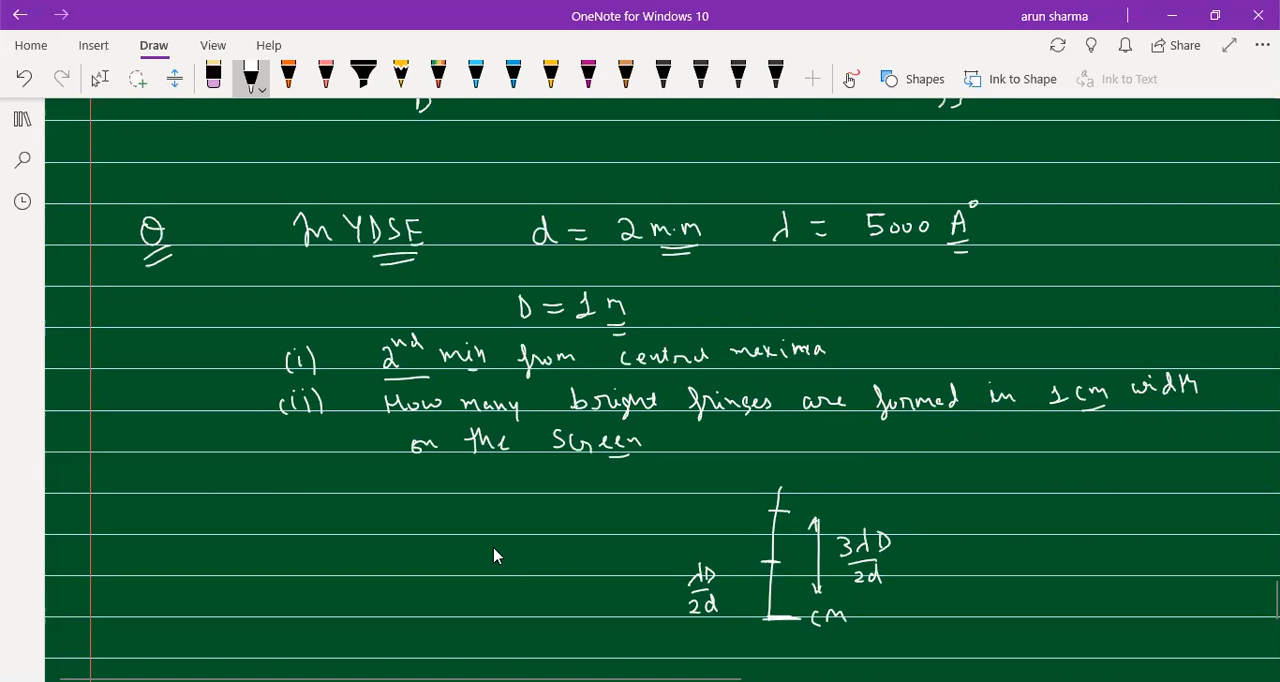 OneNote for Windows 10
arun sharma
Home Insert Draw View Help
Share
Shapes Ink to Shape Ink to Text
D
Q In YDSE d = 2 m.m λ = 5000 A°
D = 1 m
(i) 2nd min from central maxima
(ii) How many bright fringes are formed in 1 cm width
on the screen
3λD
2d
λD
2d
CM